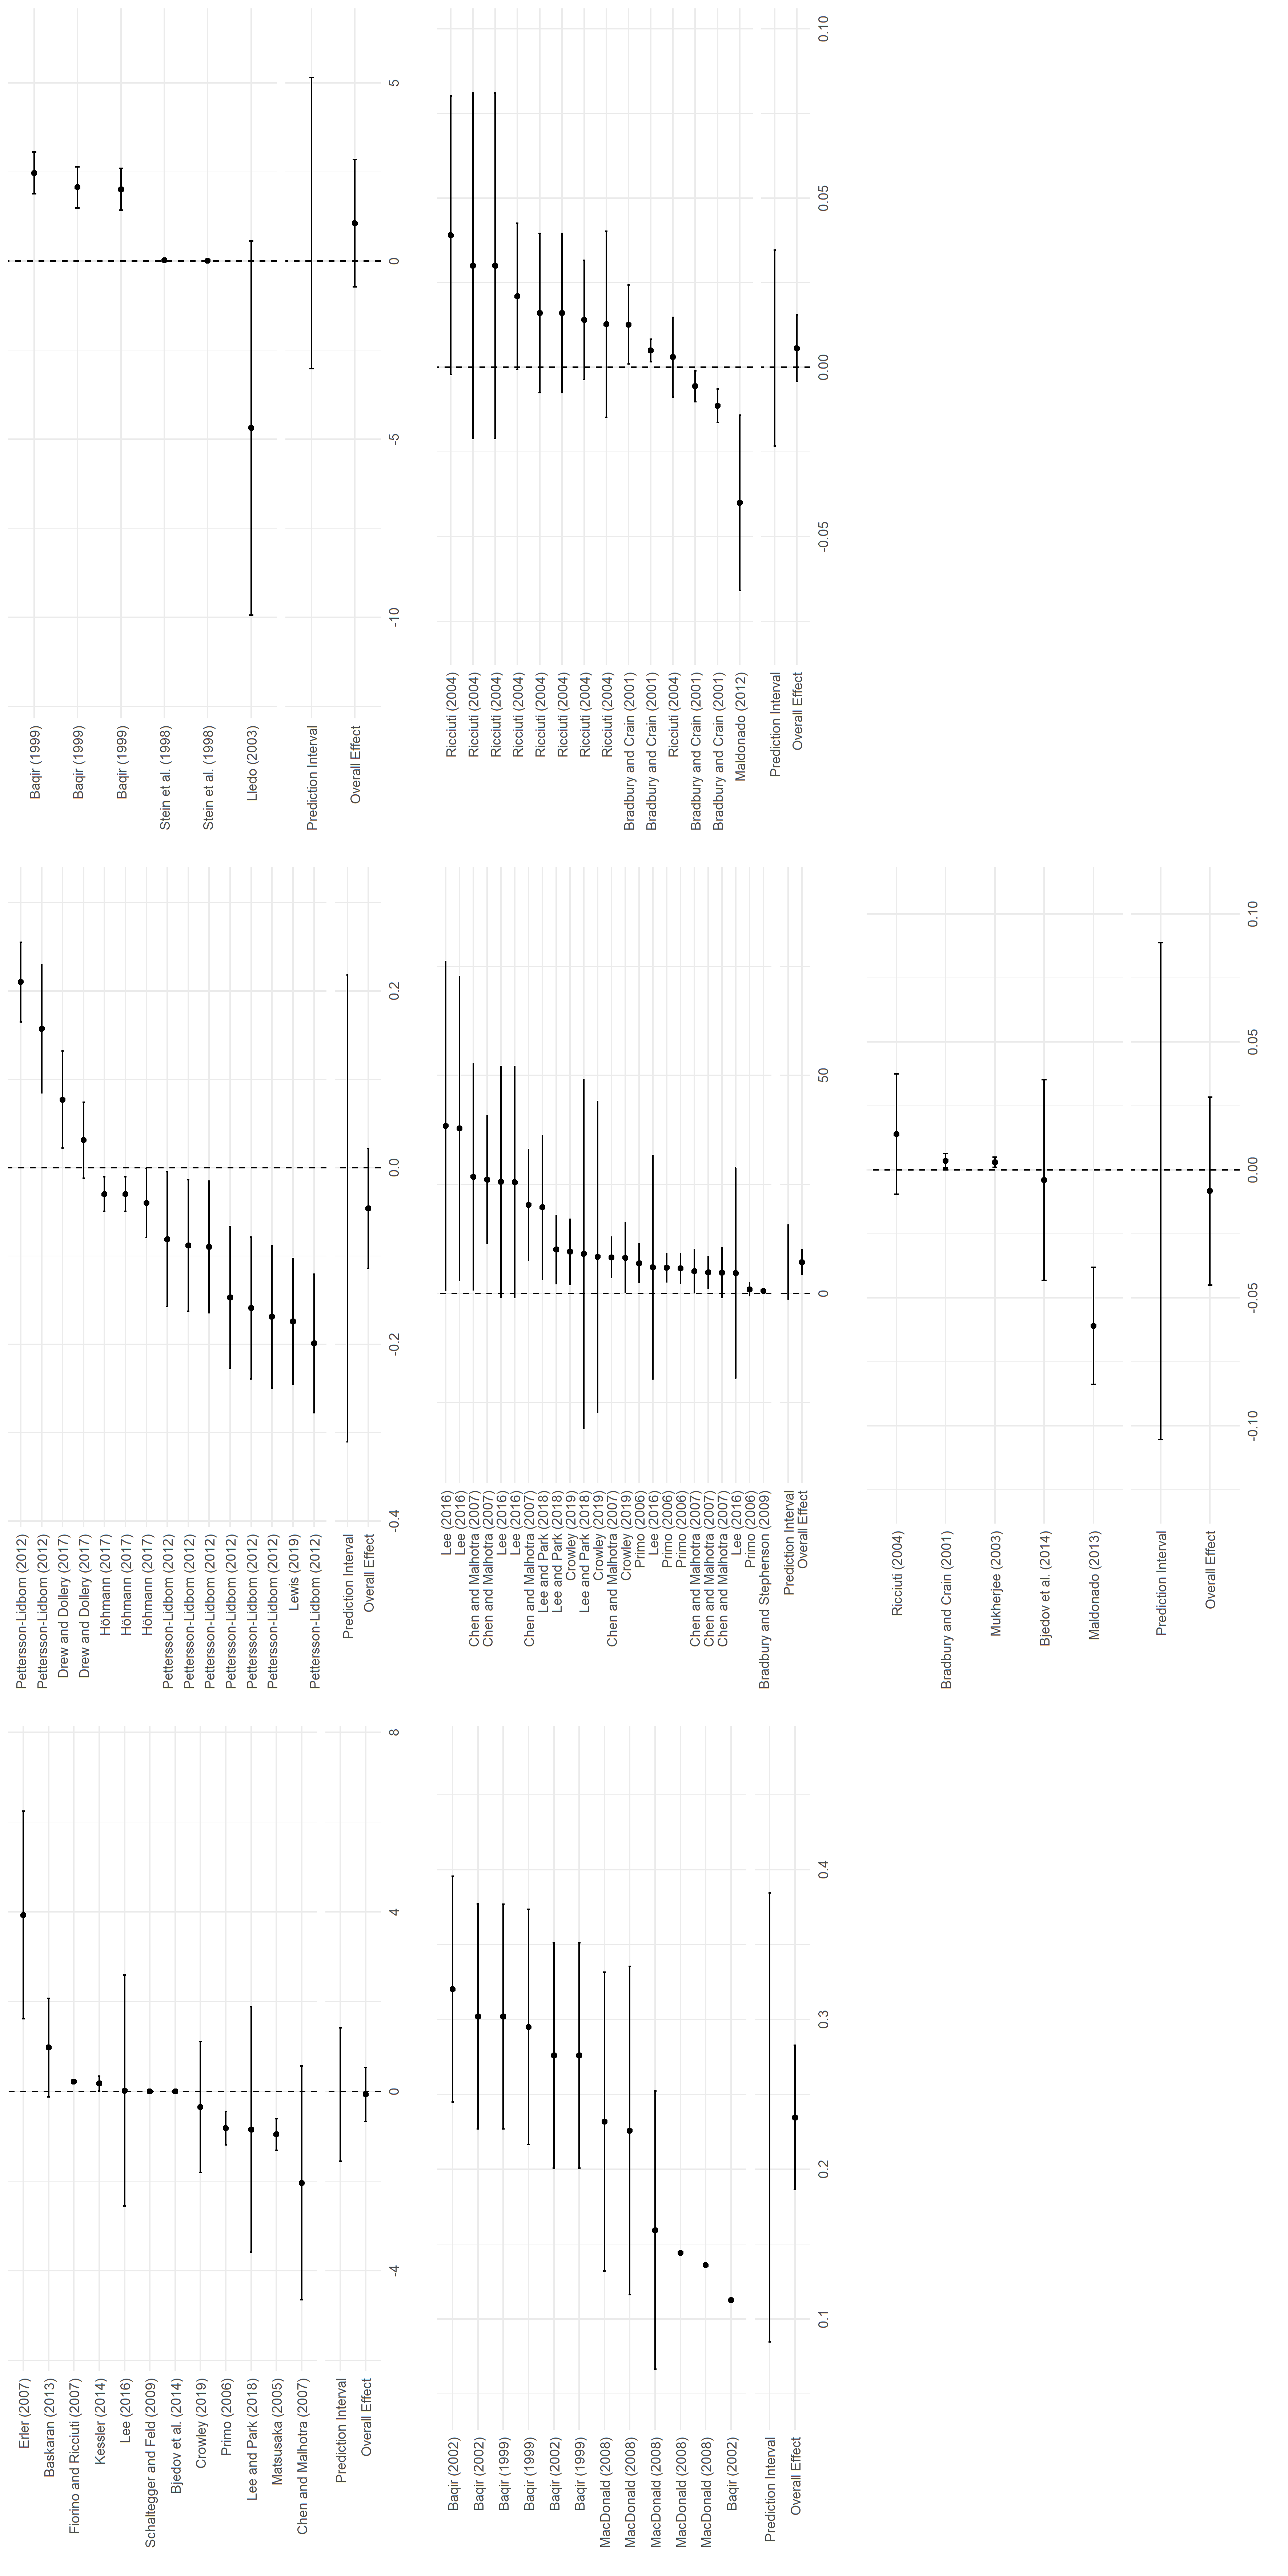 Erler (2007)
Baskaran (2013)
Fiorino and Ricciuti (2007)
Kessler (2014)
Lee (2016)
Schaltegger and Feld (2009)
Bjedov et al. (2014)
Crowley (2019)
Primo (2006)
Lee and Park (2018)
Matsusaka (2005)
Chen and Malhotra (2007)
Prediction Interval
Overall Effect
-4 0 4 8
Pettersson-Lidbom (2012)
Pettersson-Lidbom (2012)
Drew and Dollery (2017)
Drew and Dollery (2017)
Höhmann (2017)
Höhmann (2017)
Höhmann (2017)
Pettersson-Lidbom (2012)
Pettersson-Lidbom (2012)
Pettersson-Lidbom (2012)
Pettersson-Lidbom (2012)
Pettersson-Lidbom (2012)
Pettersson-Lidbom (2012)
Lewis (2019)
Pettersson-Lidbom (2012)
Prediction Interval
Overall Effect
-0.4 -0.2 0.0 0.2
Baqir (1999)
Baqir (1999)
Baqir (1999)
Stein et al. (1998)
Stein et al. (1998)
Lledo (2003)
Prediction Interval
Overall Effect
-10 -5 0 5
Baqir (2002)
Baqir (2002)
Baqir (1999)
Baqir (1999)
Baqir (2002)
Baqir (1999)
MacDonald (2008)
MacDonald (2008)
MacDonald (2008)
MacDonald (2008)
MacDonald (2008)
Baqir (2002)
Prediction Interval
Overall Effect
0.1 0.2 0.3 0.4
Lee (2016)
Lee (2016)
Chen and Malhotra (2007)
Chen and Malhotra (2007)
Lee (2016)
Lee (2016)
Chen and Malhotra (2007)
Lee and Park (2018)
Lee and Park (2018)
Crowley (2019)
Lee and Park (2018)
Crowley (2019)
Chen and Malhotra (2007)
Crowley (2019)
Primo (2006)
Lee (2016)
Primo (2006)
Primo (2006)
Chen and Malhotra (2007)
Chen and Malhotra (2007)
Chen and Malhotra (2007)
Lee (2016)
Primo (2006)
Bradbury and Stephenson (2009)
Prediction Interval
Overall Effect
0 50
Ricciuti (2004)
Ricciuti (2004)
Ricciuti (2004)
Ricciuti (2004)
Ricciuti (2004)
Ricciuti (2004)
Ricciuti (2004)
Ricciuti (2004)
Bradbury and Crain (2001)
Bradbury and Crain (2001)
Ricciuti (2004)
Bradbury and Crain (2001)
Bradbury and Crain (2001)
Maldonado (2012)
Prediction Interval
Overall Effect
-0.05 0.00 0.05 0.10
Ricciuti (2004)
Bradbury and Crain (2001)
Mukherjee (2003)
Bjedov et al. (2014)
Maldonado (2013)
Prediction Interval
Overall Effect
-0.10 -0.05 0.00 0.05 0.10